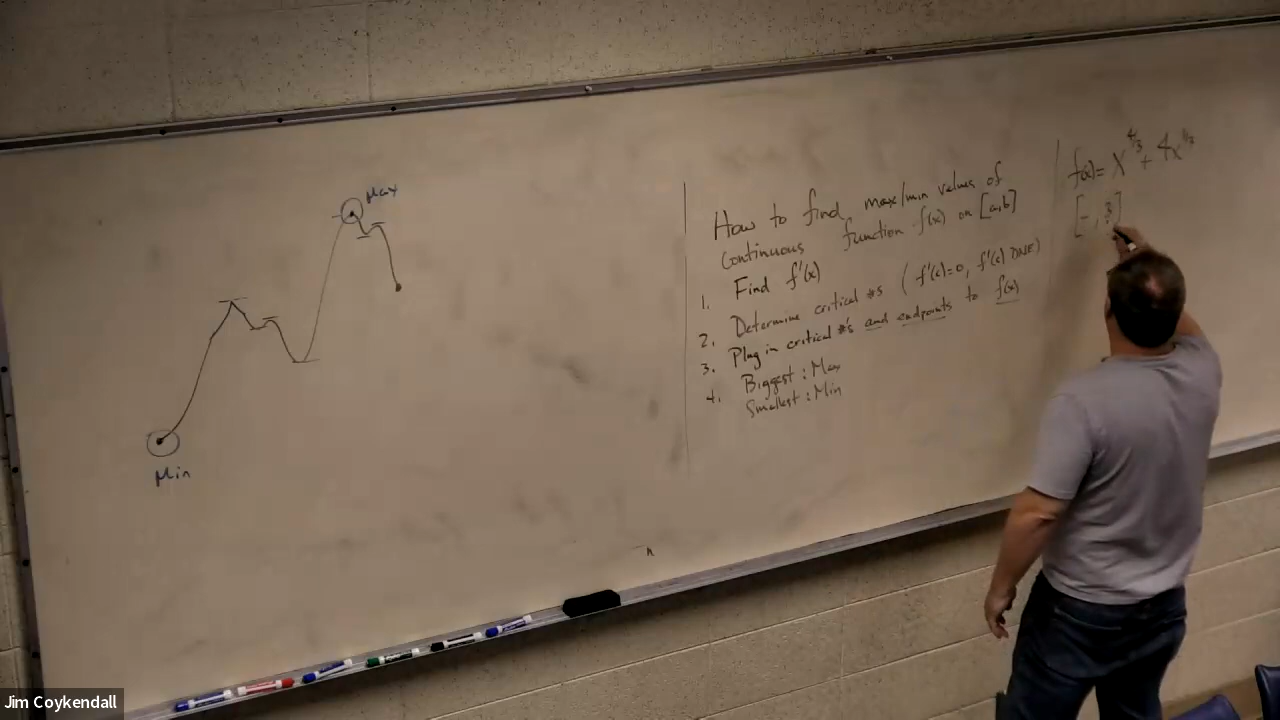 Max
Min
How to find max/min values of
continuous function f(x) on [a,b]
1. Find f'(x)
2. Determine critical #s (f'(c)=0, f'(c) DNE)
3. Plug in critical #'s and endpoints to f(x)
4. Biggest : Max
Smallest : Min
f(x) = x^{4/3} + 4x^{1/3}
Jim Coykendall